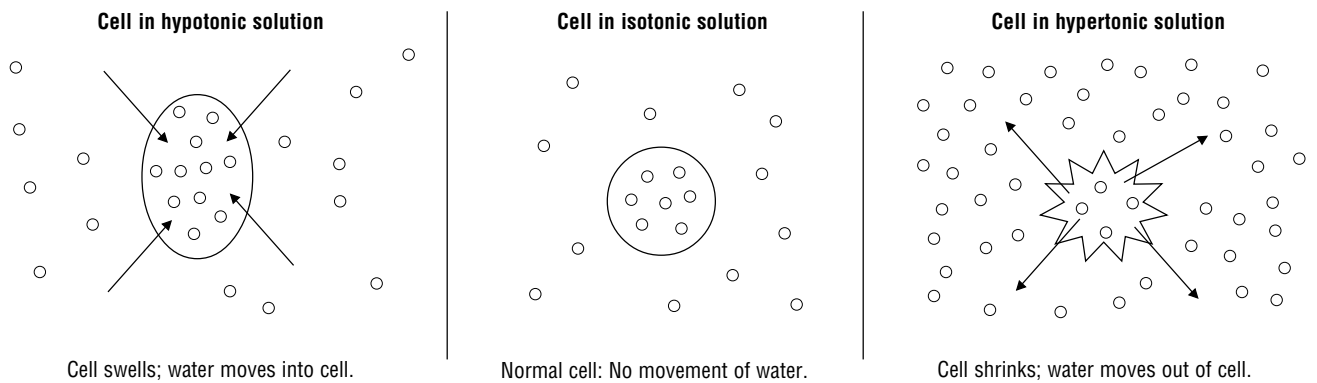 Cell in hypotonic solution
Cell in isotonic solution
Cell in hypertonic solution
Cell swells; water moves into cell.
Normal cell: No movement of water.
Cell shrinks; water moves out of cell.